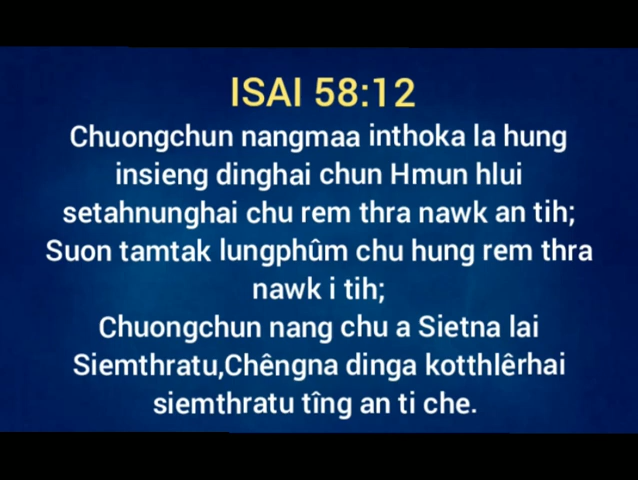 ISAI 58:12
Chuongchun nangmaa inthoka la hung
insieng dinghai chun Hmun hlui
setahnunghai chu rem thra nawk an tih;
Suon tamtak lungphûm chu hung rem thra
nawk i tih;
Chuongchun nang chu a Sietna lai
Siemthratu,Chêngna dinga kotthlêrhai
siemthratu tîng an ti che.